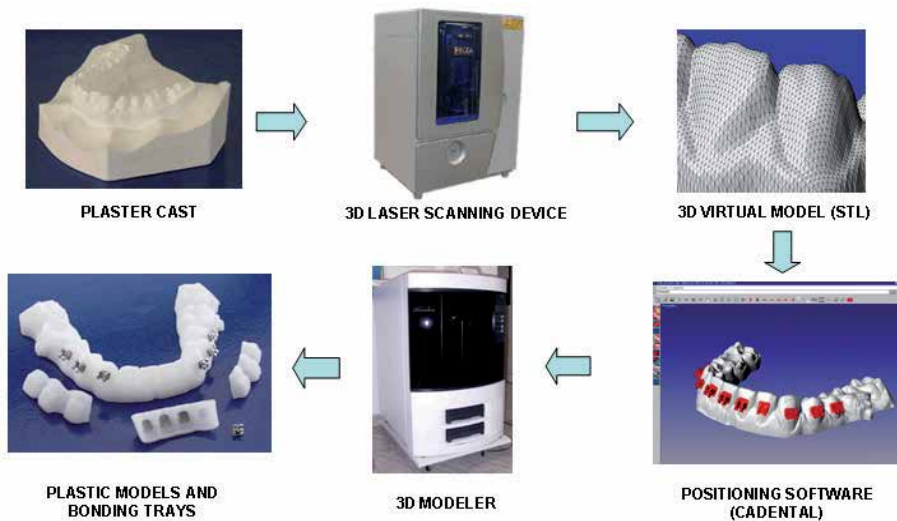 PLASTER CAST
3D LASER SCANNING DEVICE
3D VIRTUAL MODEL (STL)
PLASTIC MODELS AND
BONDING TRAYS
3D MODELER
POSITIONING SOFTWARE
(CADENTAL)